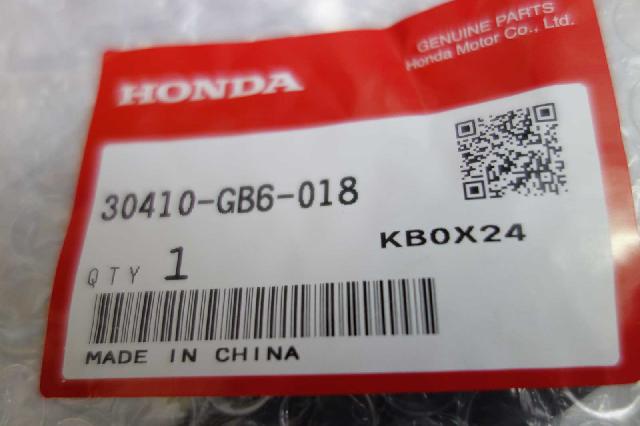 GENUINE PARTS
Honda Motor Co., Ltd.
HONDA
30410-GB6-018
KB0X24
QTY 1
MADE IN CHINA